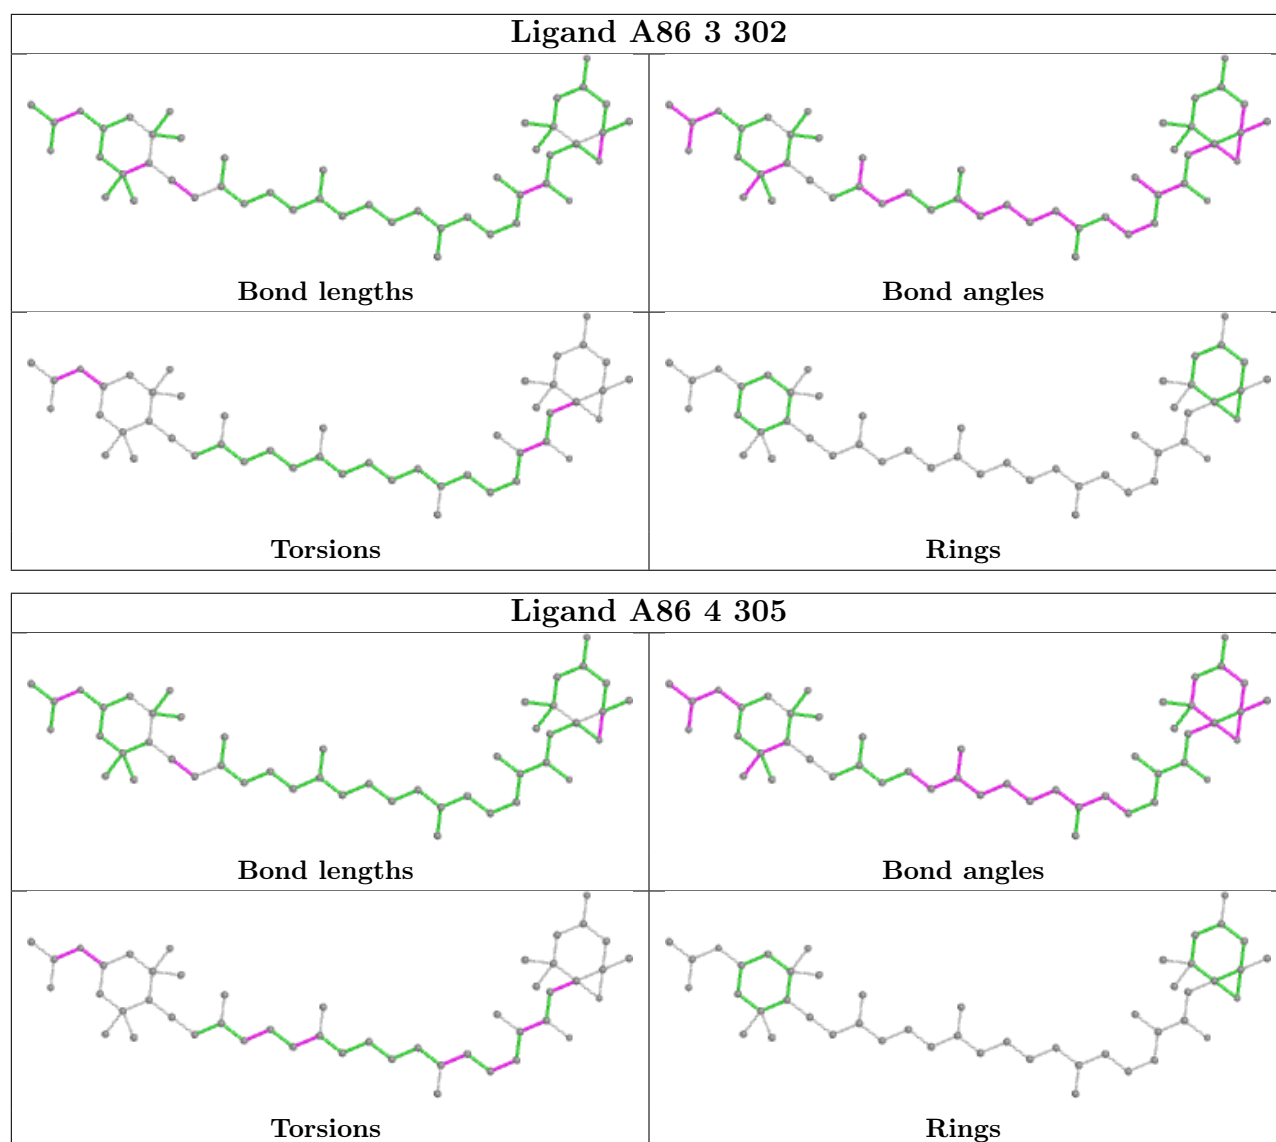 Ligand A86 3 302
Bond lengths
Bond angles
Torsions
Rings
Ligand A86 4 305
Bond lengths
Bond angles
Torsions
Rings